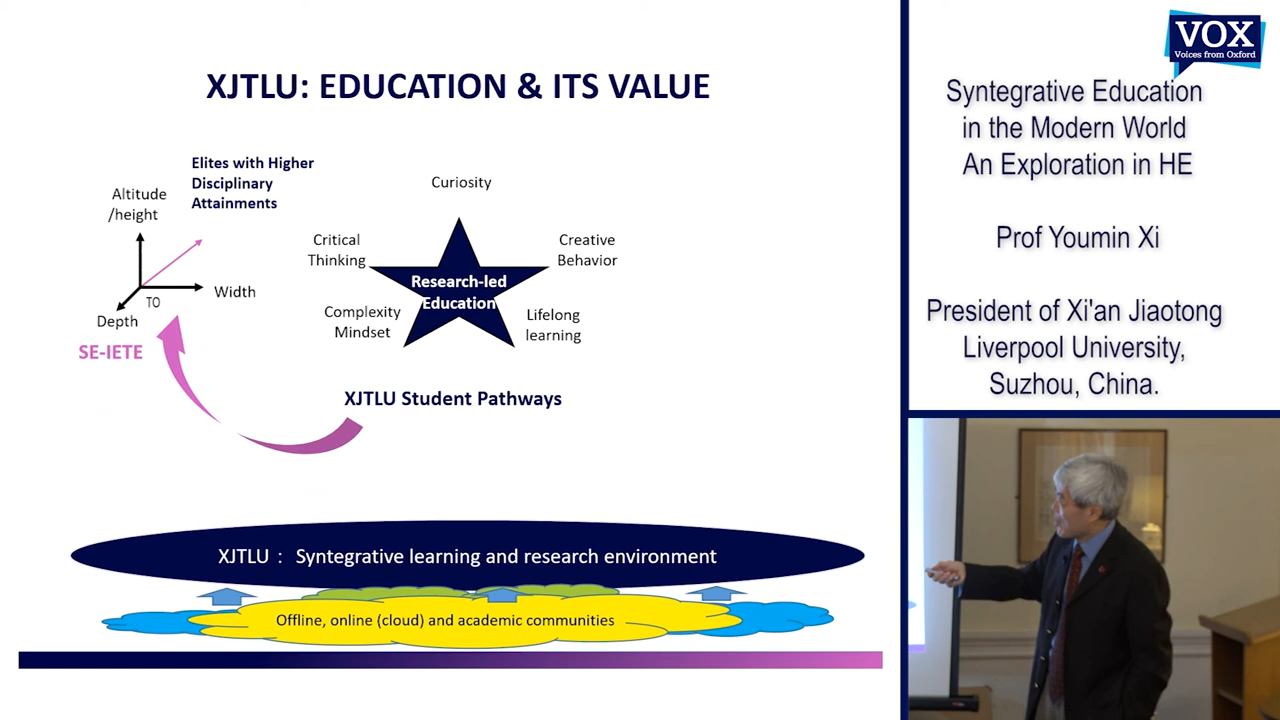 XJTLU: EDUCATION & ITS VALUE
Elites with Higher
Disciplinary
Attainments
Altitude
/height
Width
TO
Depth
SE-IETE
Curiosity
Critical
Thinking
Creative
Behavior
Research-led
Education
Complexity
Mindset
Lifelong
learning
XJTLU Student Pathways
XJTLU： Syntegrative learning and research environment
Offline, online (cloud) and academic communities
VOX
Voices from Oxford
Syntegrative Education
in the Modern World
An Exploration in HE
Prof Youmin Xi
President of Xi'an Jiaotong
Liverpool University,
Suzhou, China.